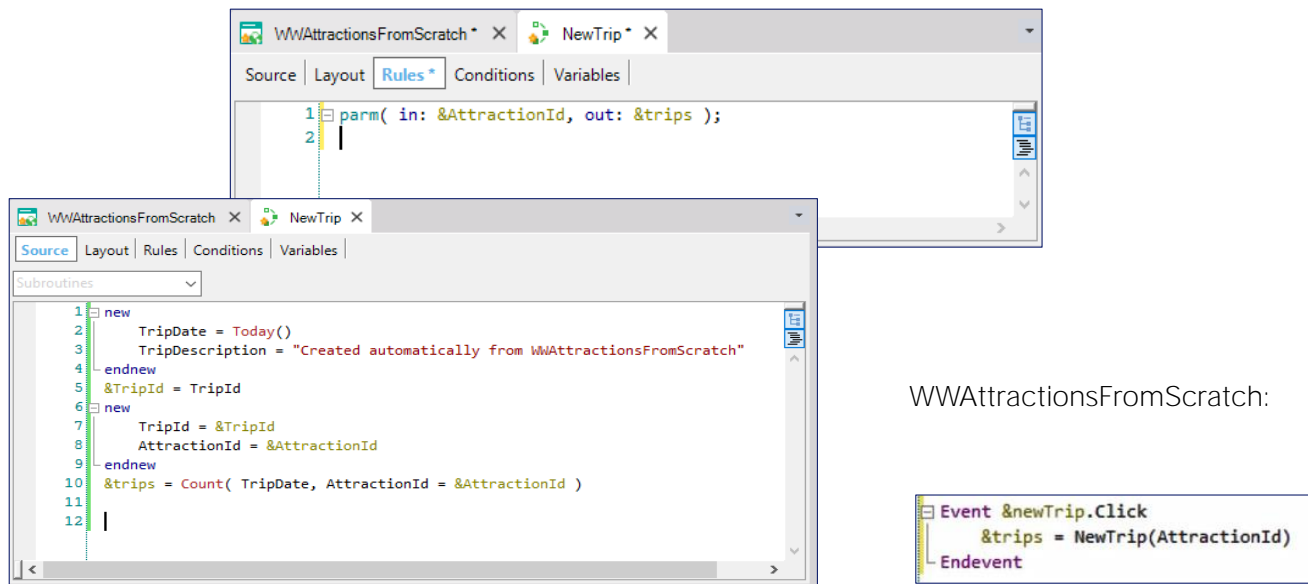 WWAttractionsFromScratch * X NewTrip * X
Source Layout Rules * Conditions Variables
1 parm( in: &AttractionId, out: &trips );
2
WWAttractionsFromScratch X NewTrip X
Source Layout Rules Conditions Variables
Subroutines
1 new
2 TripDate = Today()
3 TripDescription = "Created automatically from WWAttractionsFromScratch"
4 endnew
5 &TripId = TripId
6 new
7 TripId = &TripId
8 AttractionId = &AttractionId
9 endnew
10 &trips = Count( TripDate, AttractionId = &AttractionId )
11
12
WWAttractionsFromScratch:
Event &newTrip.Click
&trips = NewTrip(AttractionId)
Endevent